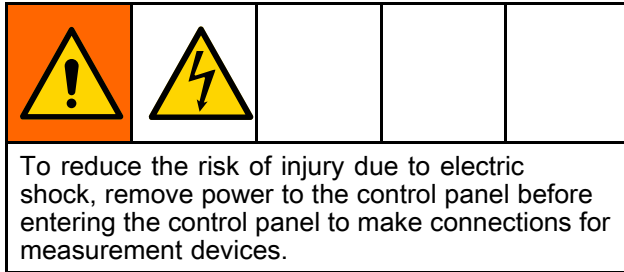 To reduce the risk of injury due to electric
shock, remove power to the control panel before
entering the control panel to make connections for
measurement devices.